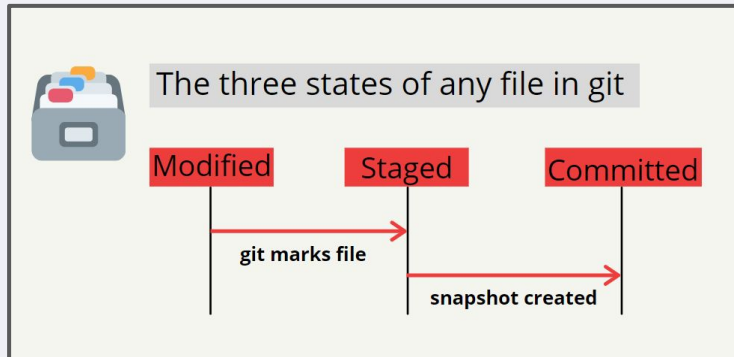 The three states of any file in git
Modified
Staged
Committed
git marks file
snapshot created